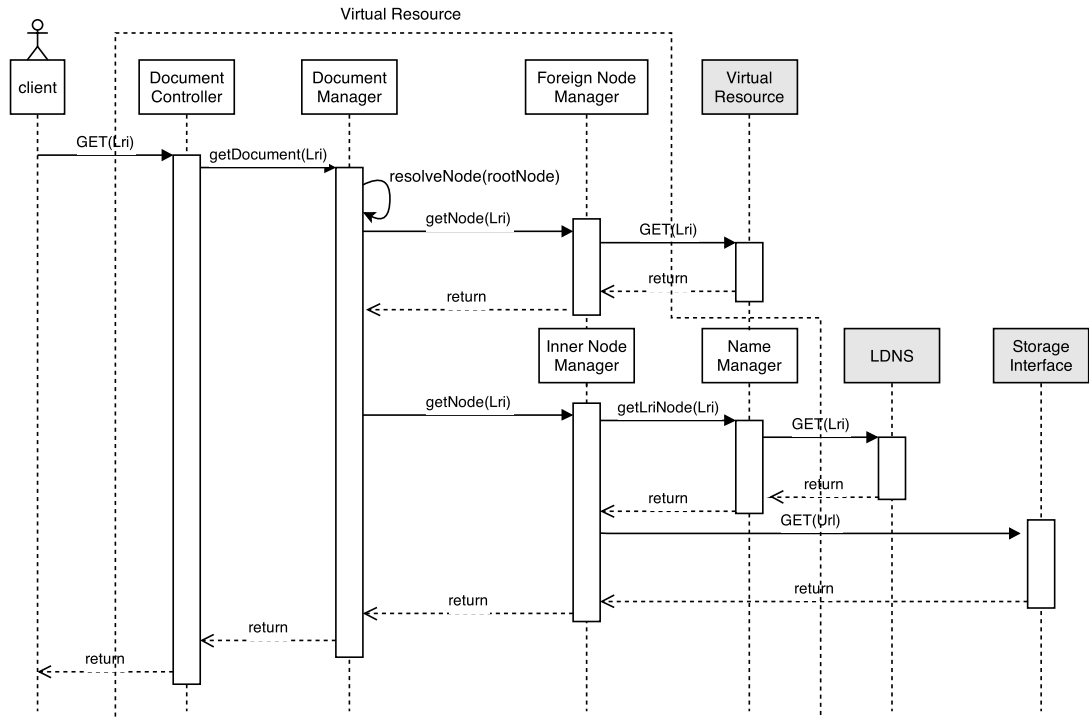 Virtual Resource
client
Document
Controller
Document
Manager
Foreign Node
Manager
Virtual
Resource
GET(Lri)
getDocument(Lri)
resolveNode(rootNode)
getNode(Lri)
GET(Lri)
return
return
Inner Node
Manager
Name
Manager
LDNS
Storage
Interface
getNode(Lri)
getLriNode(Lri)
GET(Lri)
return
return
GET(Url)
return
return
return
return